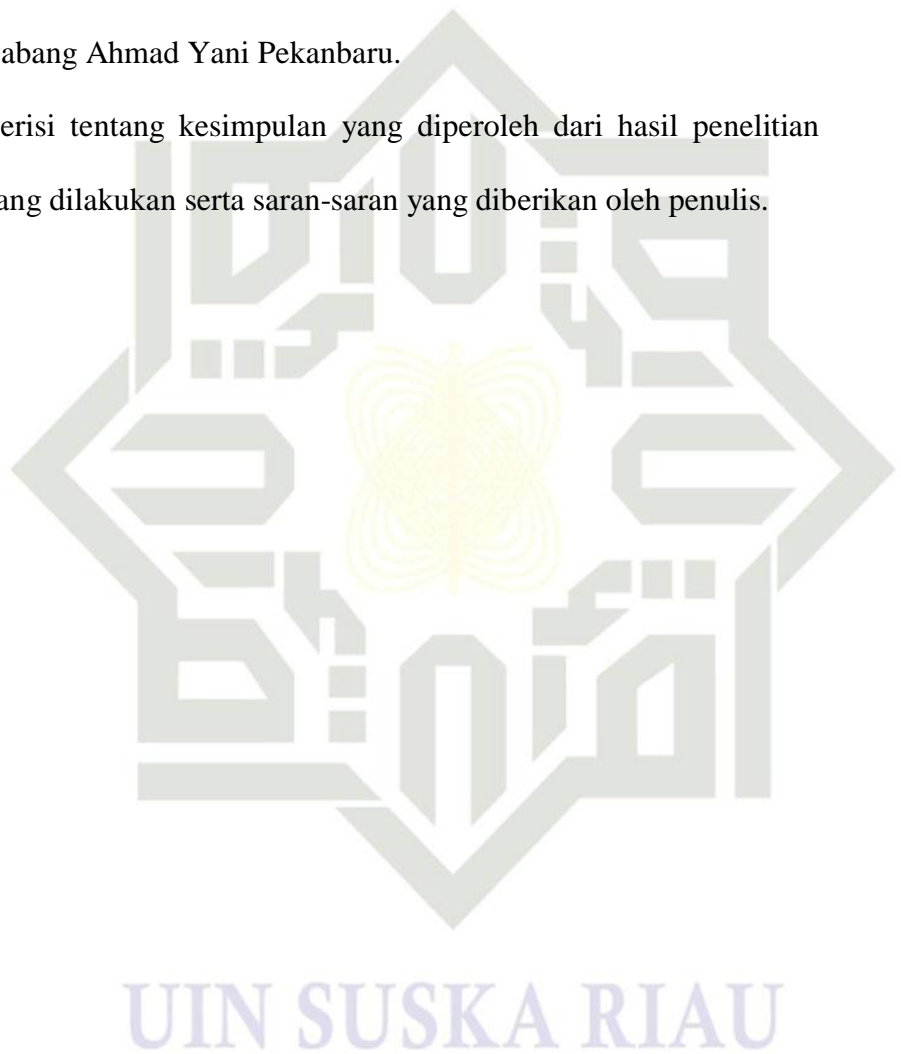 abang Ahmad Yani Pekanbaru.
erisi tentang kesimpulan yang diperoleh dari hasil penelitian
ang dilakukan serta saran-saran yang diberikan oleh penulis.
UIN SUSKA RIAU